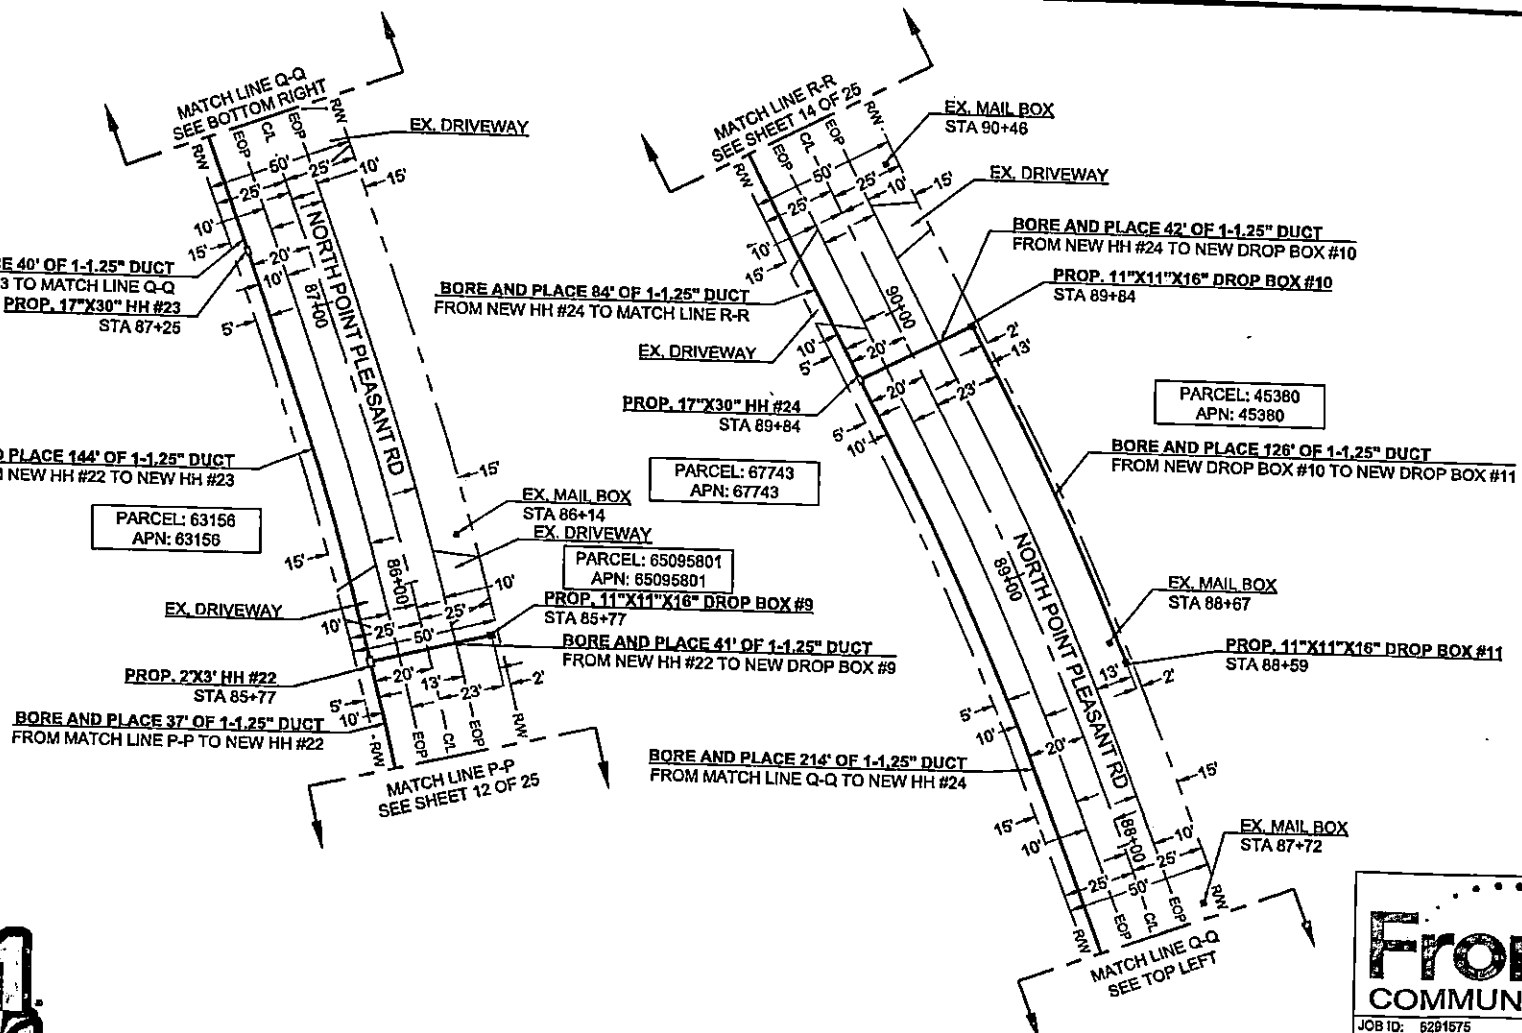 MATCH LINE Q-Q
SEE BOTTOM RIGHT
R/W
EOP
C/L
EOP
R/W
EX. DRIVEWAY
50'
25'
25'
10'
15'
10'
15'
20'
10'
5'
40' OF 1-1.25" DUCT
3 TO MATCH LINE Q-Q
PROP. 17"X30" HH #23
STA 87+25
NORTH POINT PLEASANT RD
87+00
PLACE 144' OF 1-1.25" DUCT
NEW HH #22 TO NEW HH #23
PARCEL: 63156
APN: 63156
15'
15'
EX. MAIL BOX
STA 86+14
EX. DRIVEWAY
PARCEL: 65095801
APN: 65095801
86+00
EX. DRIVEWAY
10'
25'
50'
25'
10'
PROP. 11"X11"X16" DROP BOX #9
STA 85+77
BORE AND PLACE 41' OF 1-1.25" DUCT
FROM NEW HH #22 TO NEW DROP BOX #9
PROP. 2'X3' HH #22
STA 85+77
20'
13'
23'
2'
5'
10'
BORE AND PLACE 37' OF 1-1.25" DUCT
FROM MATCH LINE P-P TO NEW HH #22
R/W
EOP
C/L
EOP
R/W
MATCH LINE P-P
SEE SHEET 12 OF 25
MATCH LINE R-R
SEE SHEET 14 OF 25
R/W
EOP
C/L
EOP
R/W
EX. MAIL BOX
STA 90+46
EX. DRIVEWAY
50'
25'
25'
10'
15'
10'
15'
BORE AND PLACE 42' OF 1-1.25" DUCT
FROM NEW HH #24 TO NEW DROP BOX #10
PROP. 11"X11"X16" DROP BOX #10
STA 89+84
BORE AND PLACE 84' OF 1-1.25" DUCT
FROM NEW HH #24 TO MATCH LINE R-R
90+00
EX. DRIVEWAY
10'
5'
20'
2'
13'
20'
23'
PROP. 17"X30" HH #24
STA 89+84
5'
10'
PARCEL: 45380
APN: 45380
PARCEL: 67743
APN: 67743
BORE AND PLACE 126' OF 1-1.25" DUCT
FROM NEW DROP BOX #10 TO NEW DROP BOX #11
NORTH POINT PLEASANT RD
89+00
EX. MAIL BOX
STA 88+67
PROP. 11"X11"X16" DROP BOX #11
STA 88+59
13'
2'
5'
10'
20'
BORE AND PLACE 214' OF 1-1.25" DUCT
FROM MATCH LINE Q-Q TO NEW HH #24
15'
15'
10'
88+00
10'
25'
25'
50'
EX. MAIL BOX
STA 87+72
R/W
EOP
C/L
EOP
R/W
MATCH LINE Q-Q
SEE TOP LEFT
COMMUN
JOB ID: 5291575